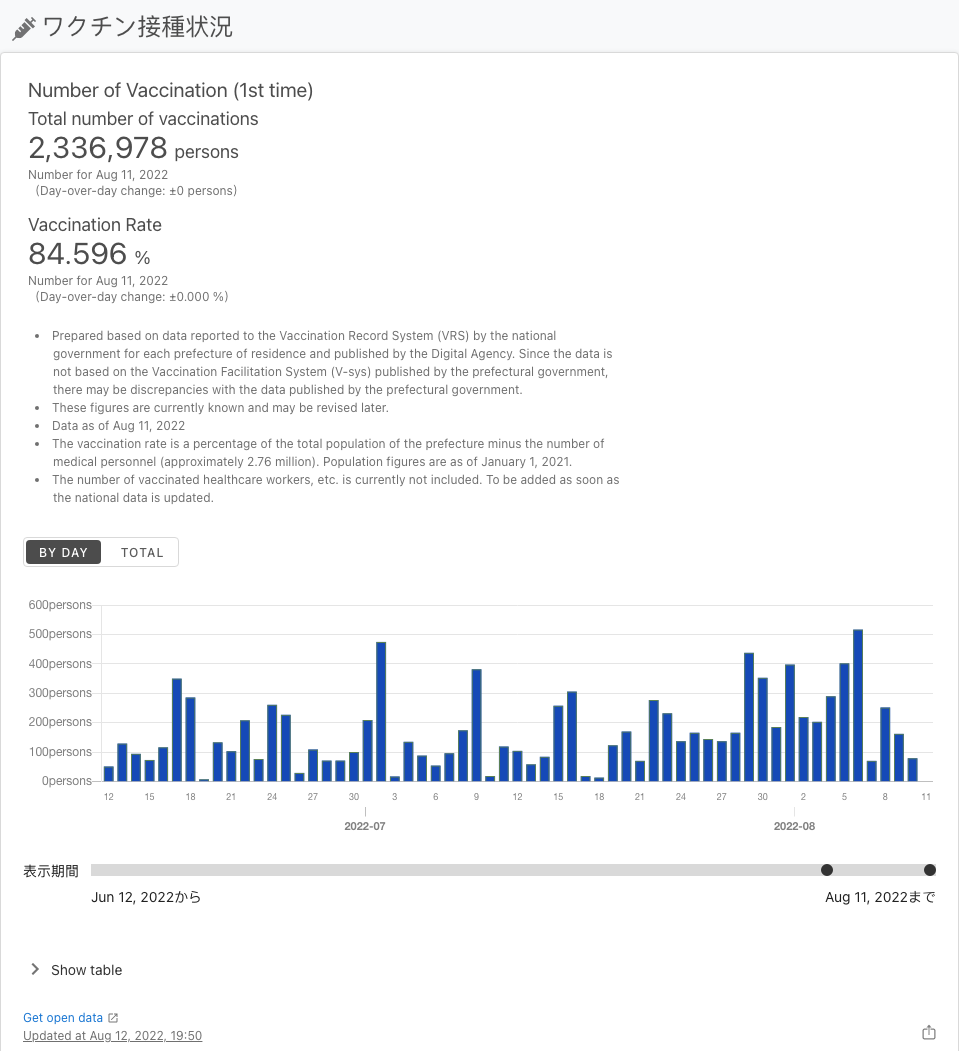 ワクチン接種状況
Number of Vaccination (1st time)
Total number of vaccinations
2,336,978 persons
Number for Aug 11, 2022
(Day-over-day change: ±0 persons)
Vaccination Rate
84.596 %
Number for Aug 11, 2022
(Day-over-day change: ±0.000 %)
• Prepared based on data reported to the Vaccination Record System (VRS) by the national
government for each prefecture of residence and published by the Digital Agency. Since the data is
not based on the Vaccination Facilitation System (V-sys) published by the prefectural government,
there may be discrepancies with the data published by the prefectural government.
• These figures are currently known and may be revised later.
• Data as of Aug 11, 2022
• The vaccination rate is a percentage of the total population of the prefecture minus the number of
medical personnel (approximately 2.76 million). Population figures are as of January 1, 2021.
• The number of vaccinated healthcare workers, etc. is currently not included. To be added as soon as
the national data is updated.
BY DAY TOTAL
600persons
500persons
400persons
300persons
200persons
100persons
0persons
12 15 18 21 24 27 30 3 6 9 12 15 18 21 24 27 30 2 5 8 11
2022-07 2022-08
表示期間
Jun 12, 2022から Aug 11, 2022まで
Show table
Get open data
Updated at Aug 12, 2022, 19:50